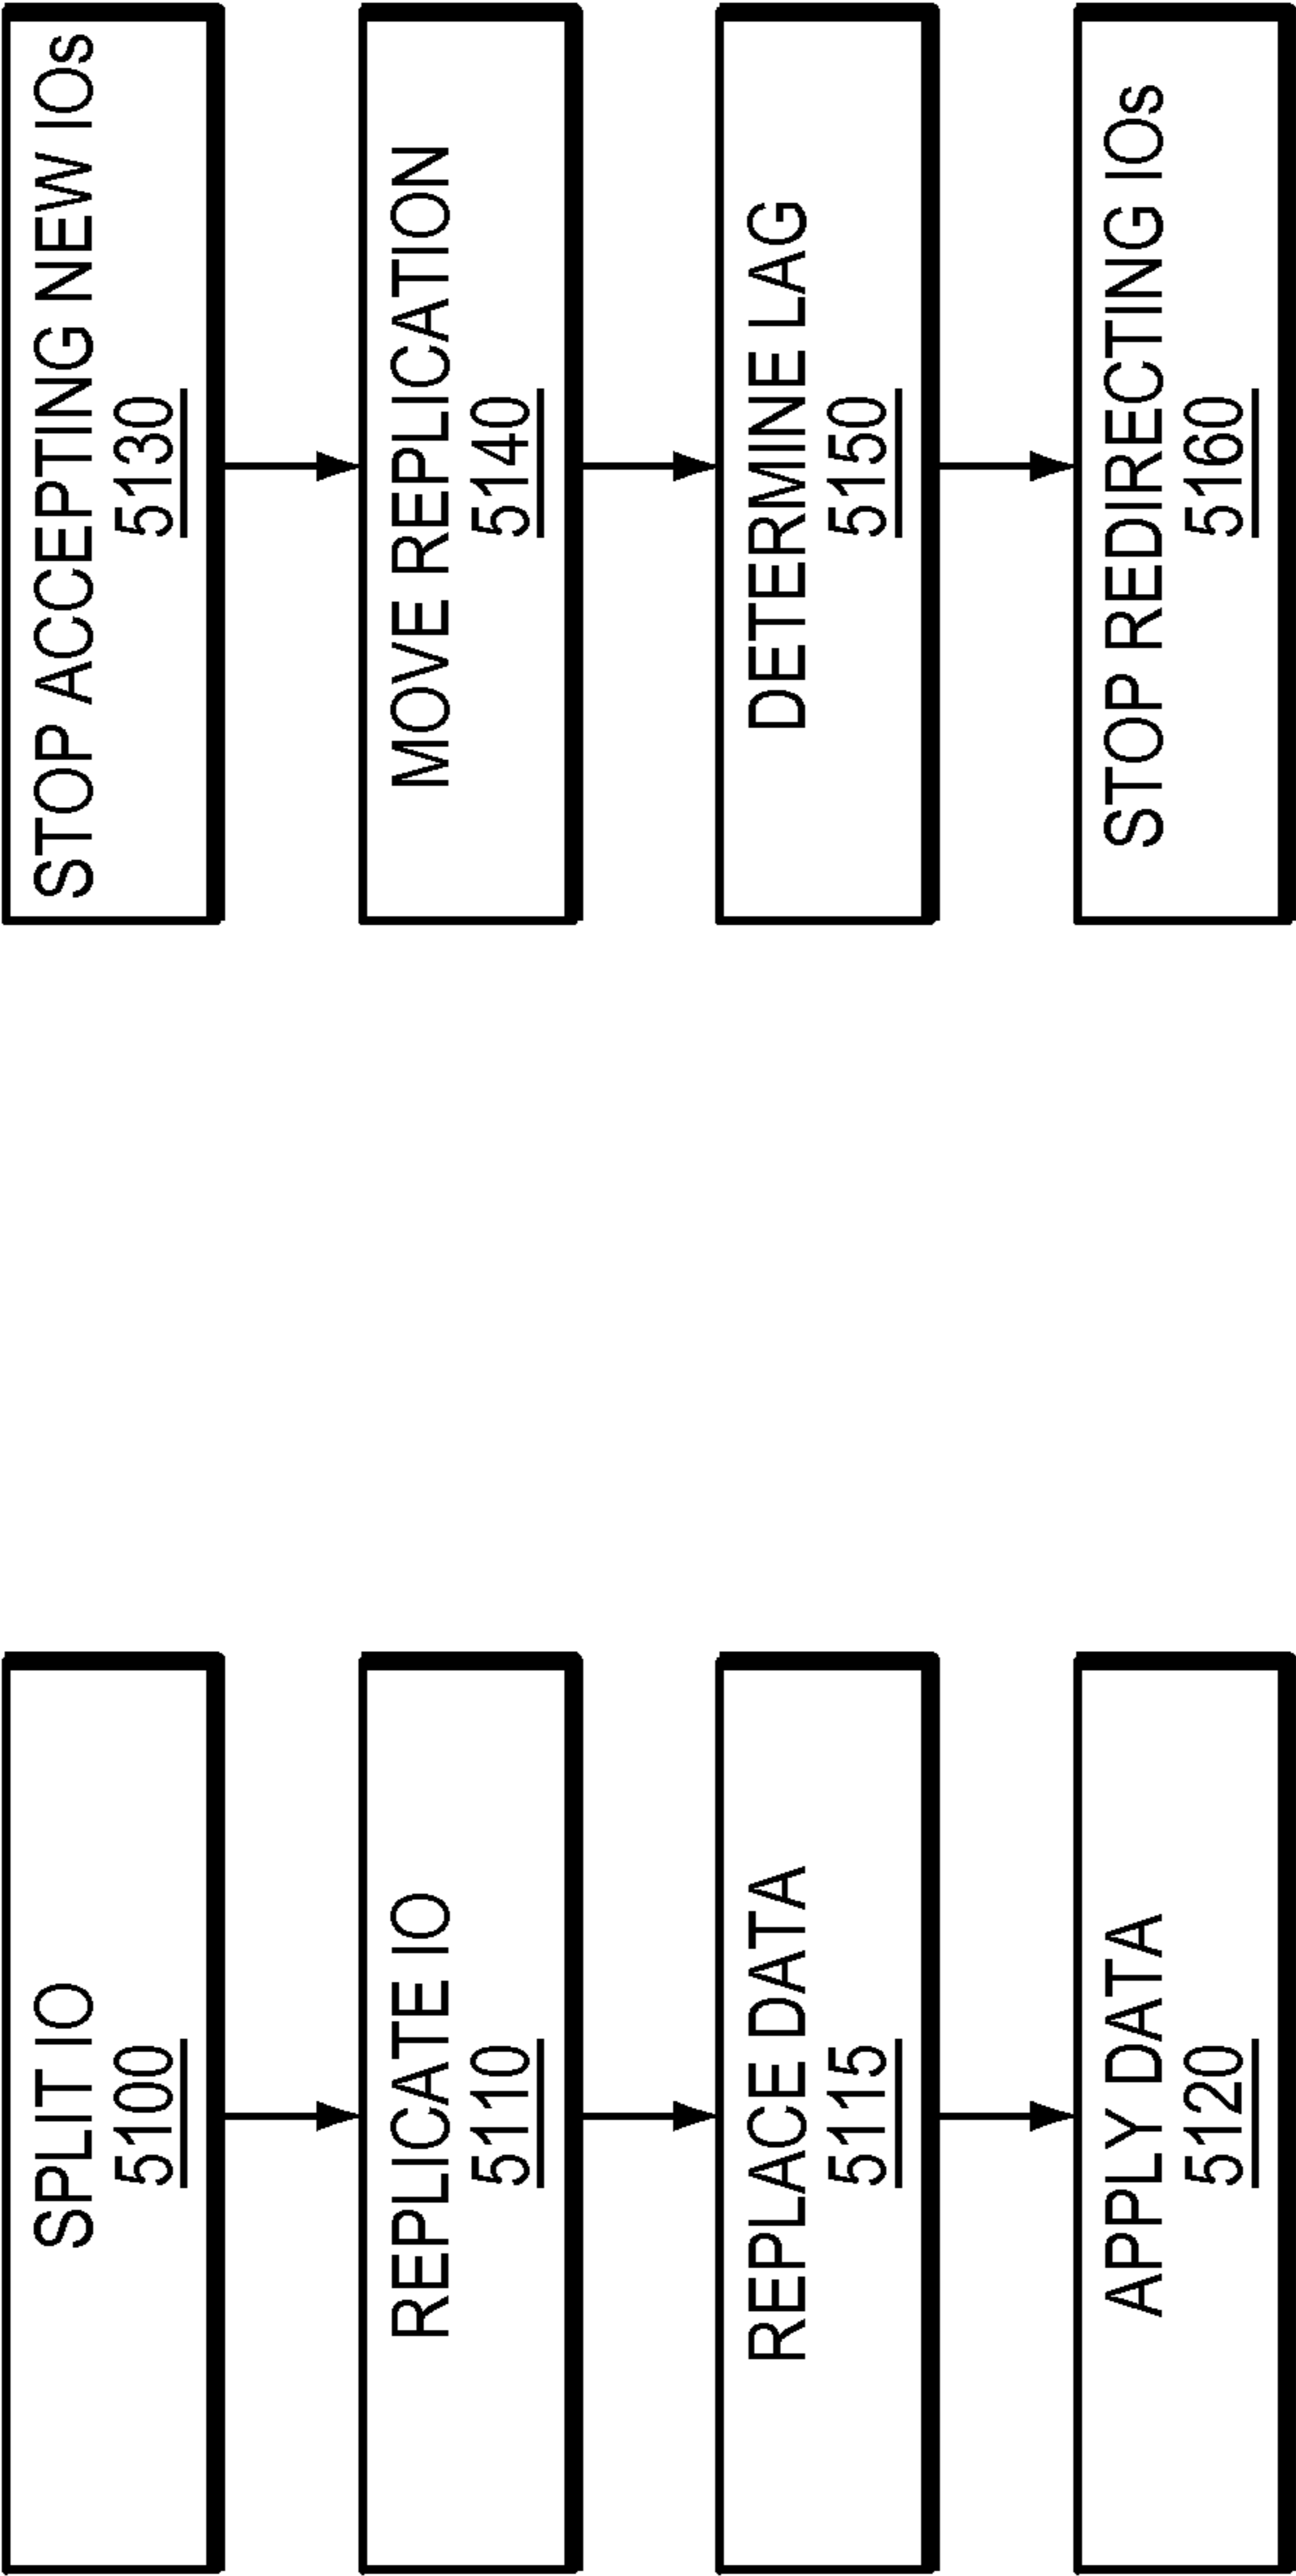 SPLIT IO
5100
REPLICATE IO
5110
REPLACE DATA
5115
APPLY DATA
5120
STOP ACCEPTING NEW IOs
5130
MOVE REPLICATION
5140
DETERMINE LAG
5150
STOP REDIRECTING IOs
5160